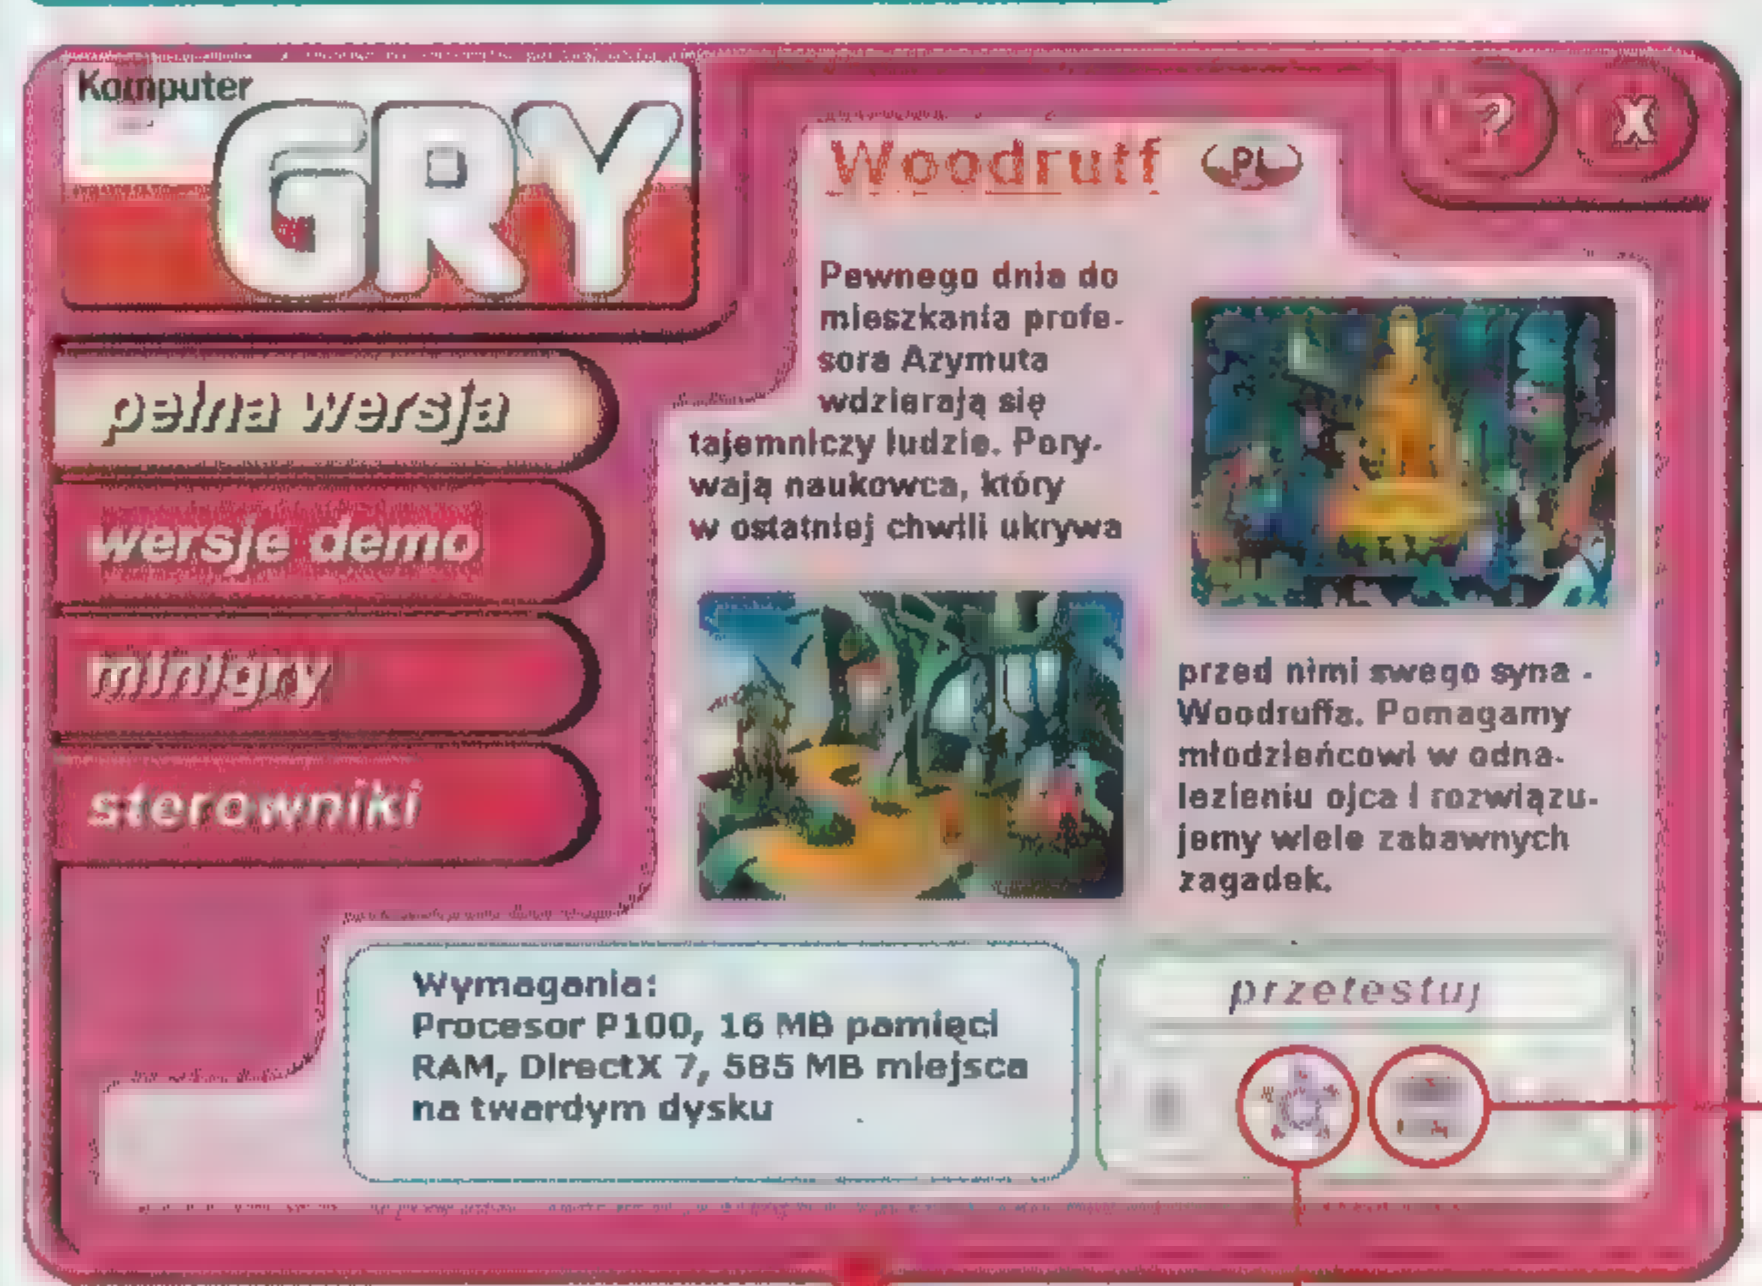 Komputer
GRY
?
X
Woodruff
PL
pełna wersja
wersje demo
minigry
sterowniki
Pewnego dnia do
mieszkania profe-
sora Azymuta
wdzierają się
tajemniczy ludzie. Pory-
wają naukowca, który
w ostatniej chwili ukrywa
przed nimi swego syna -
Woodruffa. Pomagamy
młodzieńcowi w odna-
lezieniu ojca i rozwiązu-
jemy wiele zabawnych
zagadek.
Wymagania:
Procesor P100, 16 MB pamięci
RAM, DirectX 7, 585 MB miejsca
na twardym dysku
przetestuj